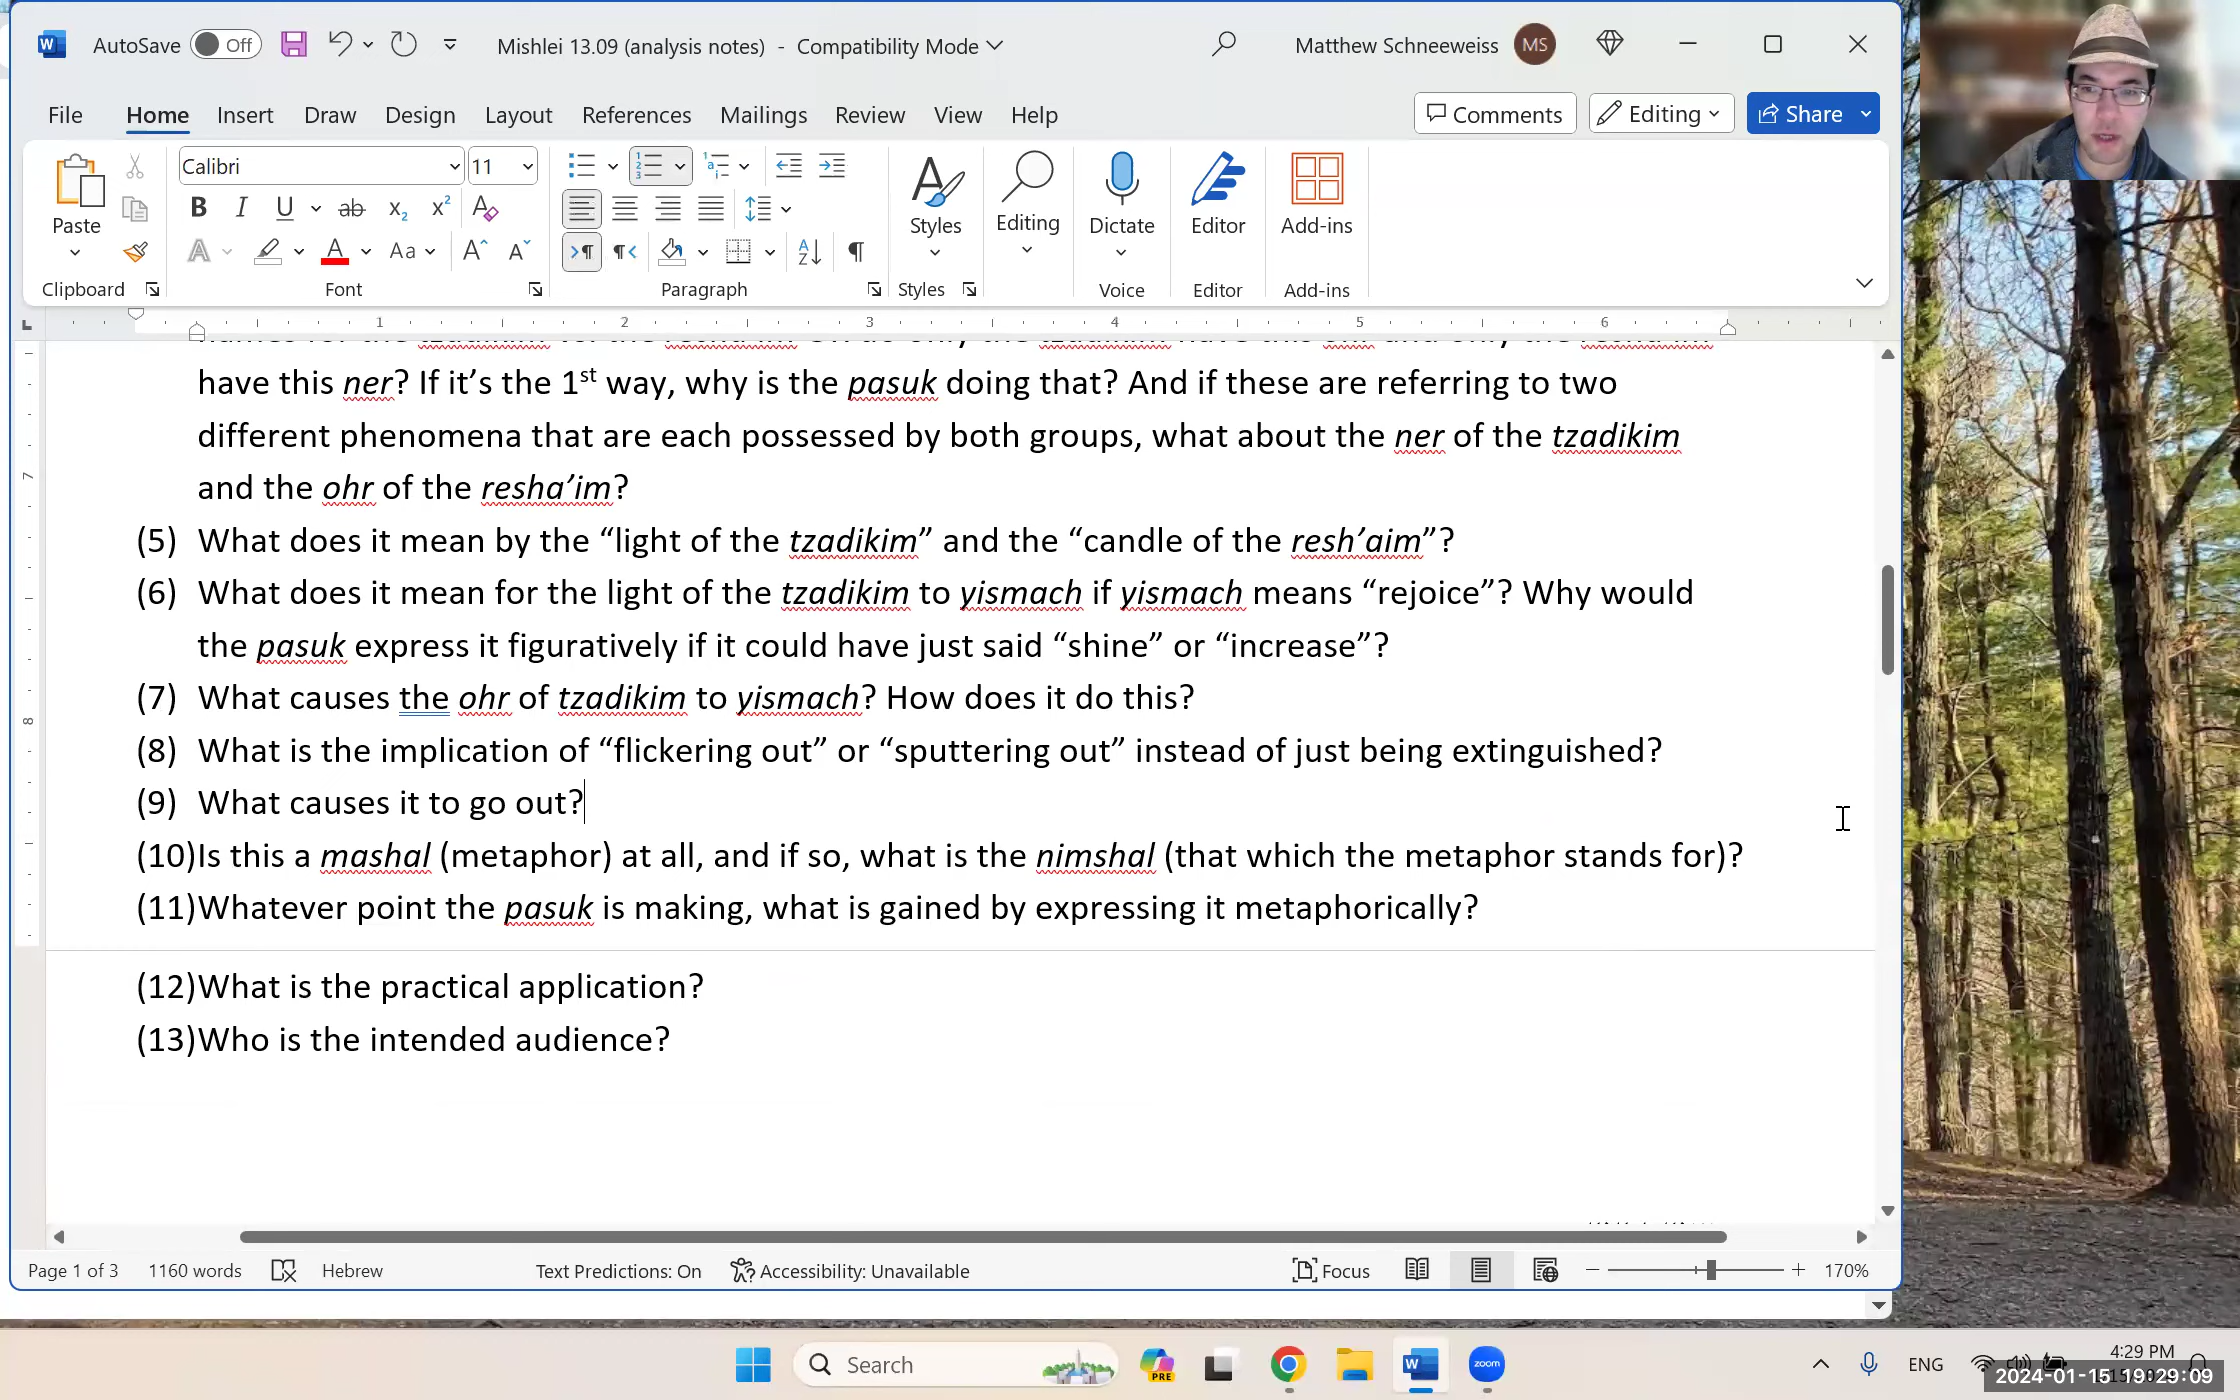 AutoSave Off Mishlei 13.09 (analysis notes) - Compatibility Mode Matthew Schneeweiss MS
File Home Insert Draw Design Layout References Mailings Review View Help Comments Editing Share
Calibri 11
Paste Styles Editing Dictate Editor Add-ins
Clipboard Font Paragraph Styles Voice Editor Add-ins
1 2 3 4 5 6
have this ner? If it’s the 1st way, why is the pasuk doing that? And if these are referring to two
different phenomena that are each possessed by both groups, what about the ner of the tzadikim
and the ohr of the resha’im?
(5) What does it mean by the “light of the tzadikim” and the “candle of the resh’aim”?
(6) What does it mean for the light of the tzadikim to yismach if yismach means “rejoice”? Why would
the pasuk express it figuratively if it could have just said “shine” or “increase”?
(7) What causes the ohr of tzadikim to yismach? How does it do this?
(8) What is the implication of “flickering out” or “sputtering out” instead of just being extinguished?
(9) What causes it to go out?
(10)Is this a mashal (metaphor) at all, and if so, what is the nimshal (that which the metaphor stands for)?
(11)Whatever point the pasuk is making, what is gained by expressing it metaphorically?
(12)What is the practical application?
(13)Who is the intended audience?
Page 1 of 3 1160 words Hebrew Text Predictions: On Accessibility: Unavailable Focus 170%
Search PRE zoom ENG 4:29 PM
2024-01-15 19:29:09